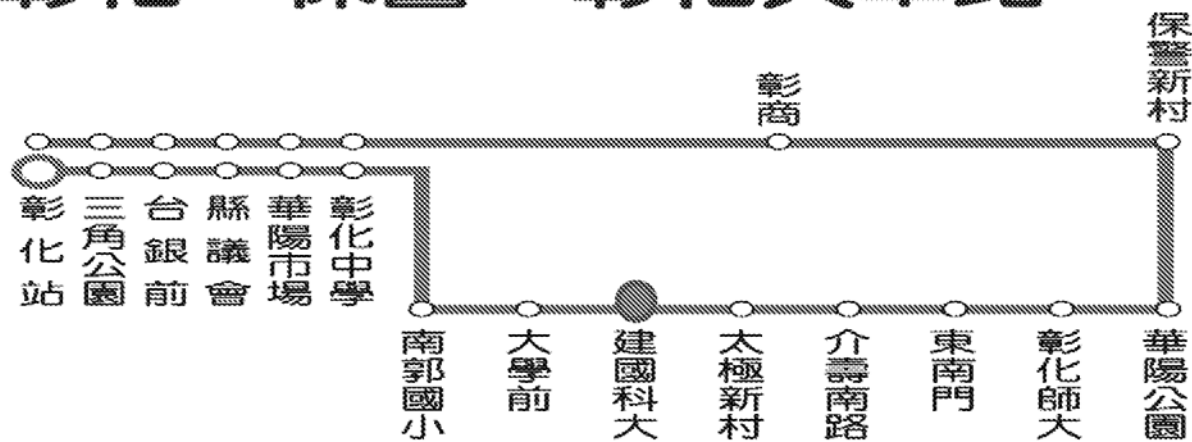 保警新村
彰商
彰化站
三角公園
台銀前
縣議會
華陽市場
彰化中學
南郭國小
大學前
建國科大
太極新村
介壽南路
東南門
彰化師大
華陽公園